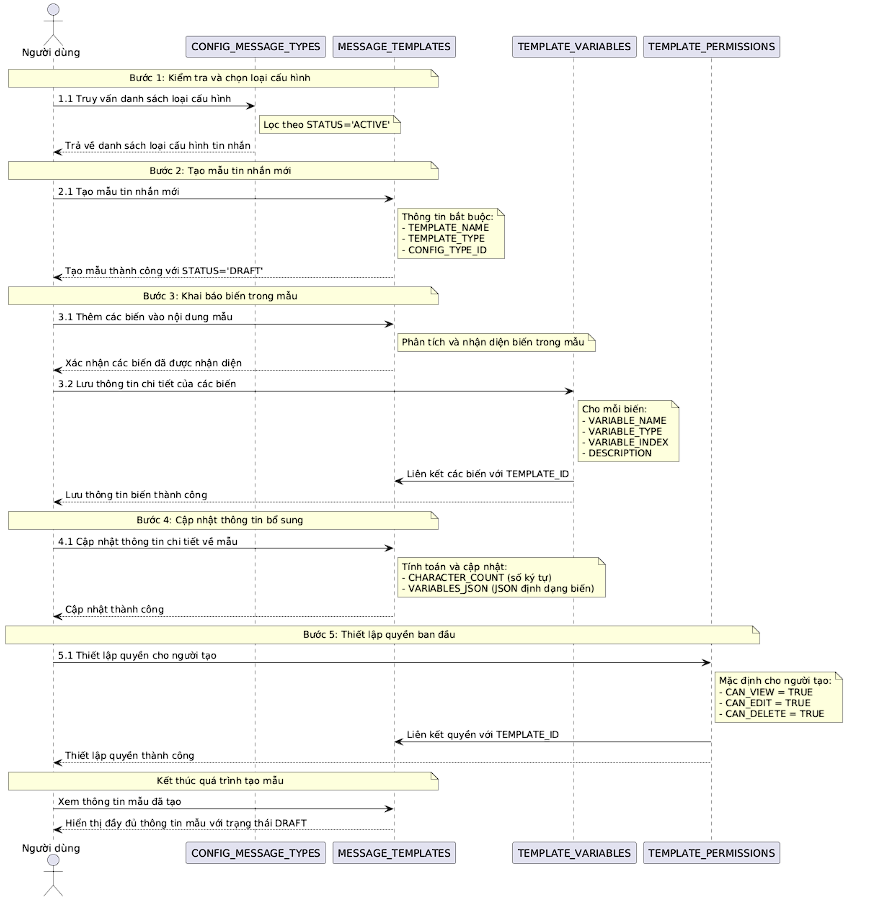 Người dùng
CONFIG_MESSAGE_TYPES
MESSAGE_TEMPLATES
TEMPLATE_VARIABLES
TEMPLATE_PERMISSIONS
Bước 1: Kiểm tra và chọn loại cấu hình
1.1 Truy vấn danh sách loại cấu hình
Lọc theo STATUS='ACTIVE'
Trả về danh sách loại cấu hình tin nhắn
Bước 2: Tạo mẫu tin nhắn mới
2.1 Tạo mẫu tin nhắn mới
Thông tin bắt buộc:
- TEMPLATE_NAME
- TEMPLATE_TYPE
- CONFIG_TYPE_ID
Tạo mẫu thành công với STATUS='DRAFT'
Bước 3: Khai báo biến trong mẫu
3.1 Thêm các biến vào nội dung mẫu
Phân tích và nhận diện biến trong mẫu
Xác nhận các biến đã được nhận diện
3.2 Lưu thông tin chi tiết của các biến
Cho mỗi biến:
- VARIABLE_NAME
- VARIABLE_TYPE
- VARIABLE_INDEX
- DESCRIPTION
Liên kết các biến với TEMPLATE_ID
Lưu thông tin biến thành công
Bước 4: Cập nhật thông tin bổ sung
4.1 Cập nhật thông tin chi tiết về mẫu
Tính toán và cập nhật:
- CHARACTER_COUNT (số ký tự)
- VARIABLES_JSON (JSON định dạng biến)
Cập nhật thành công
Bước 5: Thiết lập quyền ban đầu
5.1 Thiết lập quyền cho người tạo
Mặc định cho người tạo:
- CAN_VIEW = TRUE
- CAN_EDIT = TRUE
- CAN_DELETE = TRUE
Liên kết quyền với TEMPLATE_ID
Thiết lập quyền thành công
Kết thúc quá trình tạo mẫu
Xem thông tin mẫu đã tạo
Hiển thị đầy đủ thông tin mẫu với trạng thái DRAFT
Người dùng
CONFIG_MESSAGE_TYPES
MESSAGE_TEMPLATES
TEMPLATE_VARIABLES
TEMPLATE_PERMISSIONS